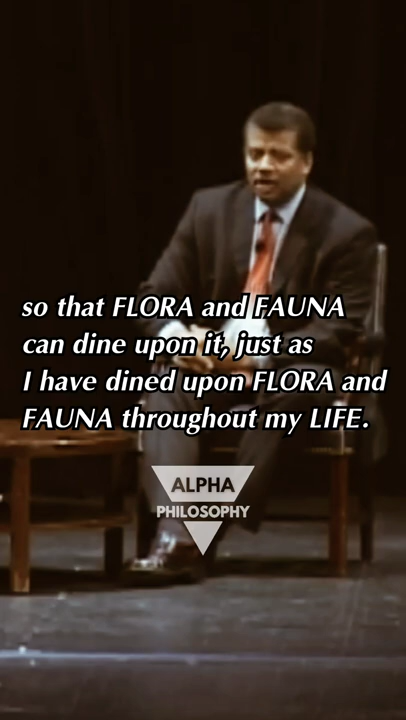 so that FLORA and FAUNA
can dine upon it, just as
I have dined upon FLORA and
FAUNA throughout my LIFE.
ALPHA
PHILOSOPHY